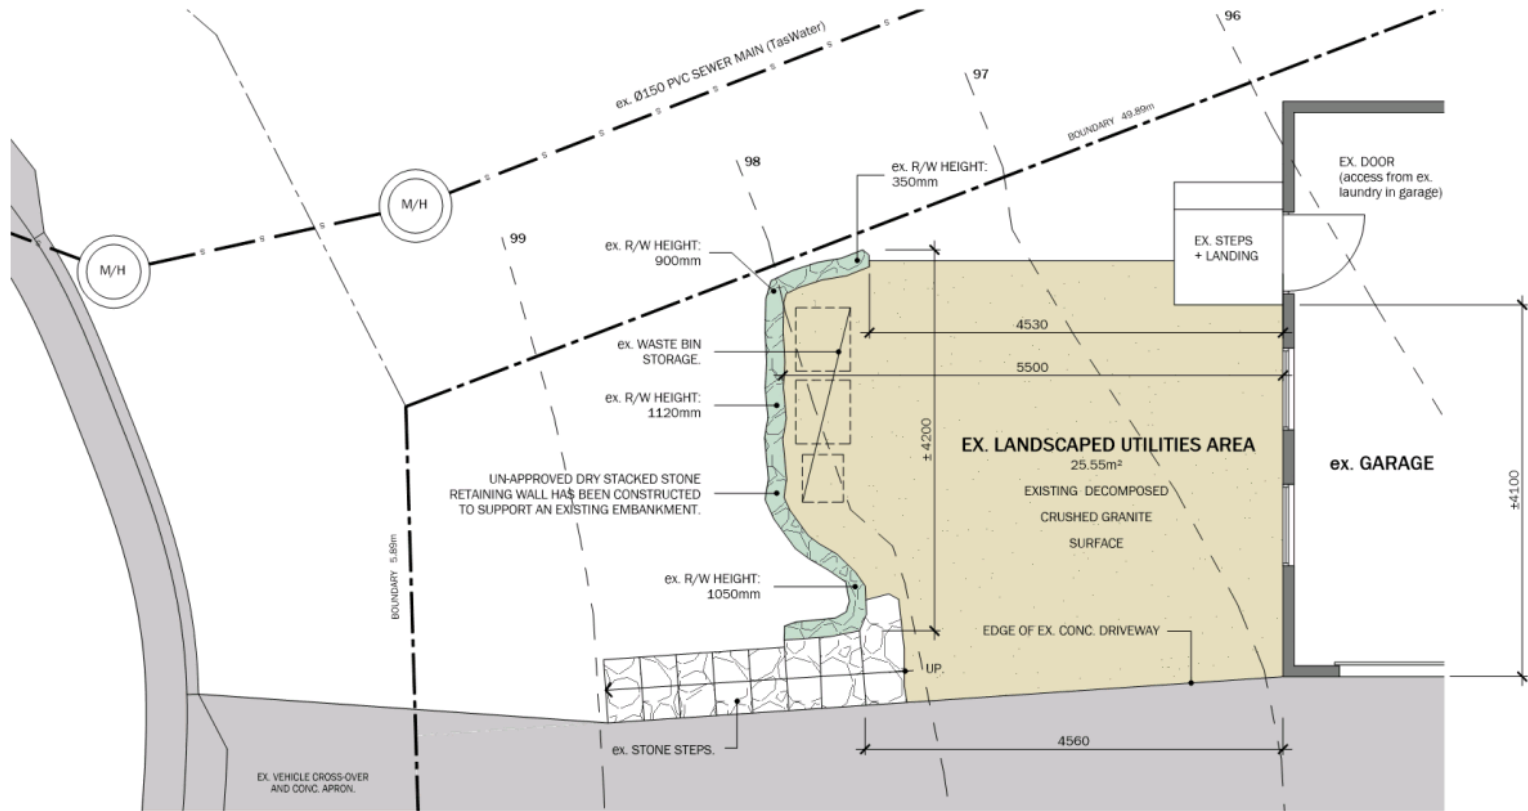 96
ex. Ø150 PVC SEWER MAIN (TasWater)
S
S
S
S
S
S
S
S
S
97
BOUNDARY 49.89m
98
ex. R/W HEIGHT:
350mm
EX. DOOR
(access from ex.
laundry in garage)
M/H
M/H
99
ex. R/W HEIGHT:
900mm
EX. STEPS
+ LANDING
4530
ex. WASTE BIN
STORAGE.
5500
ex. R/W HEIGHT:
1120mm
± 4200
EX. LANDSCAPED UTILITIES AREA
25.55m²
EXISTING DECOMPOSED
CRUSHED GRANITE
SURFACE
ex. GARAGE
±4100
UN-APPROVED DRY STACKED STONE
RETAINING WALL HAS BEEN CONSTRUCTED
TO SUPPORT AN EXISTING EMBANKMENT.
BOUNDARY 5.89m
ex. R/W HEIGHT:
1050mm
EDGE OF EX. CONC. DRIVEWAY
UP.
4560
ex. STONE STEPS.
EX. VEHICLE CROSS-OVER
AND CONC. APRON.